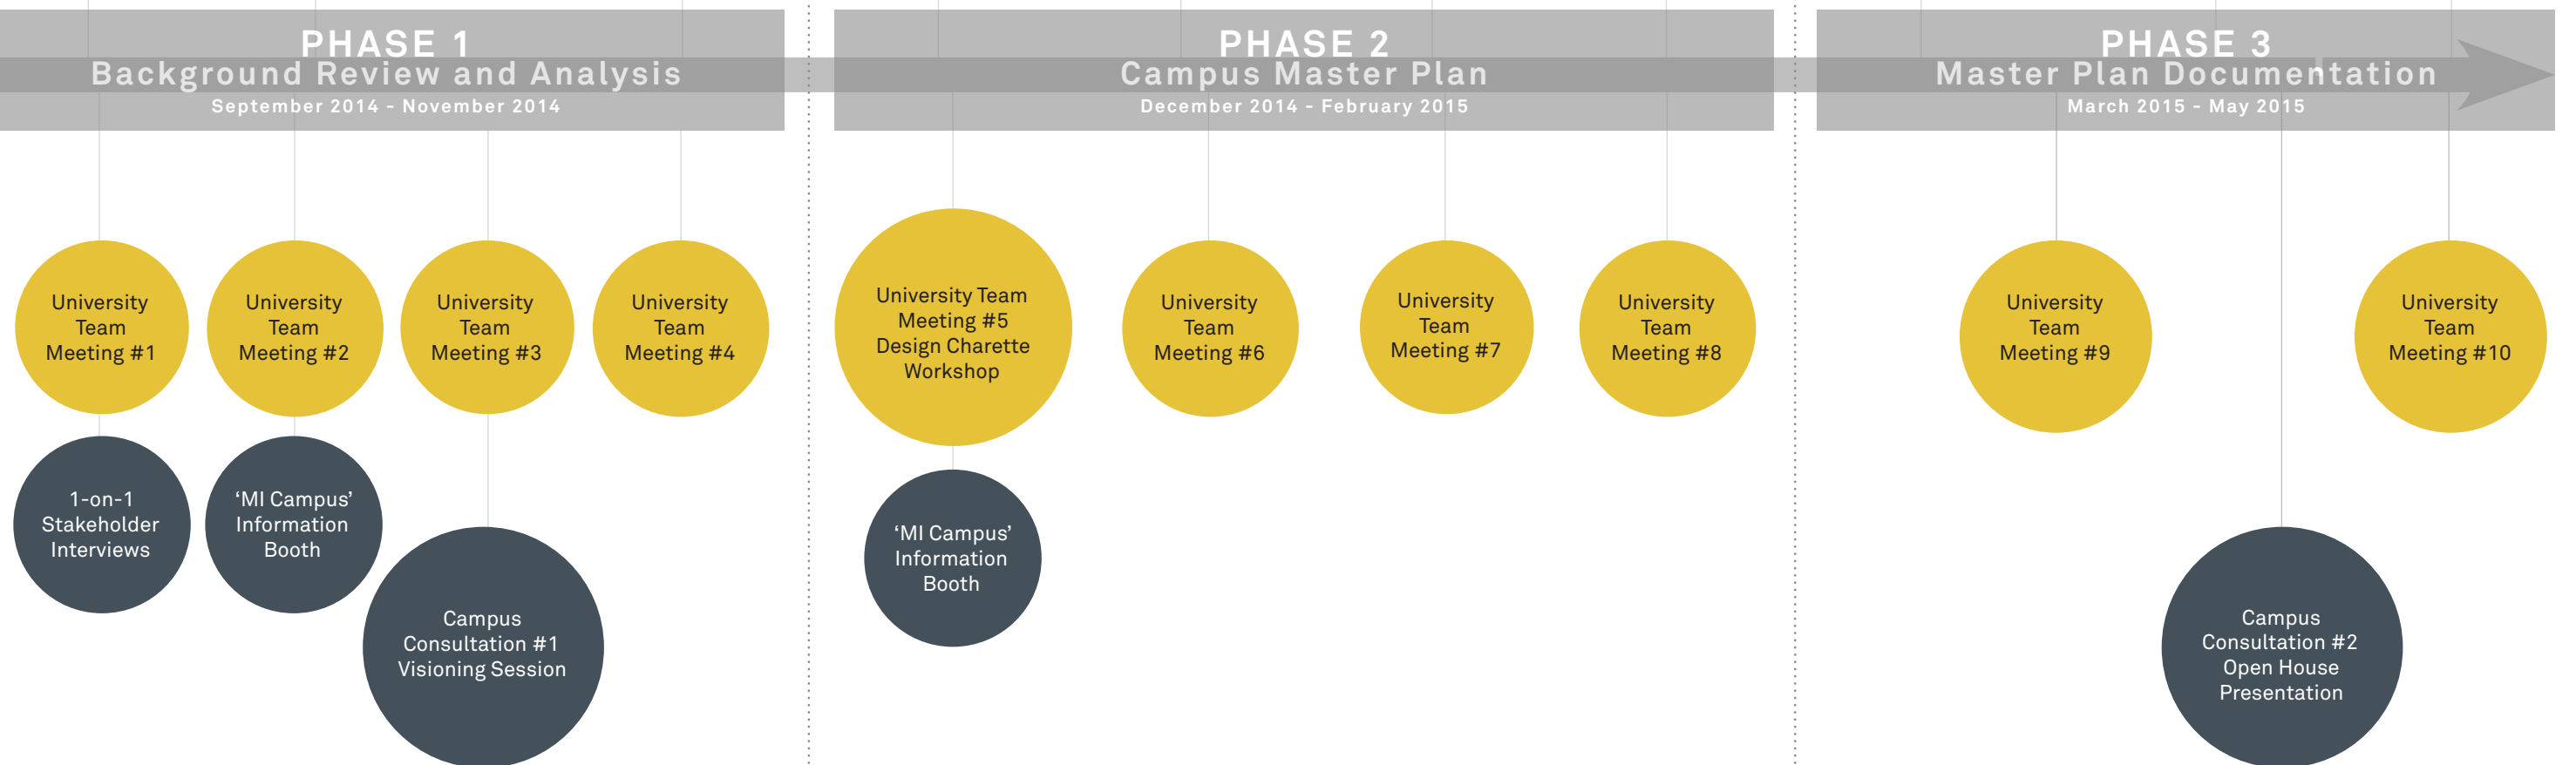 PHASE 1
Background Review and Analysis
September 2014 - November 2014
PHASE 2
Campus Master Plan
December 2014 - February 2015
PHASE 3
Master Plan Documentation
March 2015 - May 2015
University
Team
Meeting #1
University
Team
Meeting #2
University
Team
Meeting #3
University
Team
Meeting #4
University Team
Meeting #5
Design Charette
Workshop
University
Team
Meeting #6
University
Team
Meeting #7
University
Team
Meeting #8
University
Team
Meeting #9
University
Team
Meeting #10
1-on-1
Stakeholder
Interviews
‘MI Campus’
Information
Booth
Campus
Consultation #1
Visioning Session
‘MI Campus’
Information
Booth
Campus
Consultation #2
Open House
Presentation